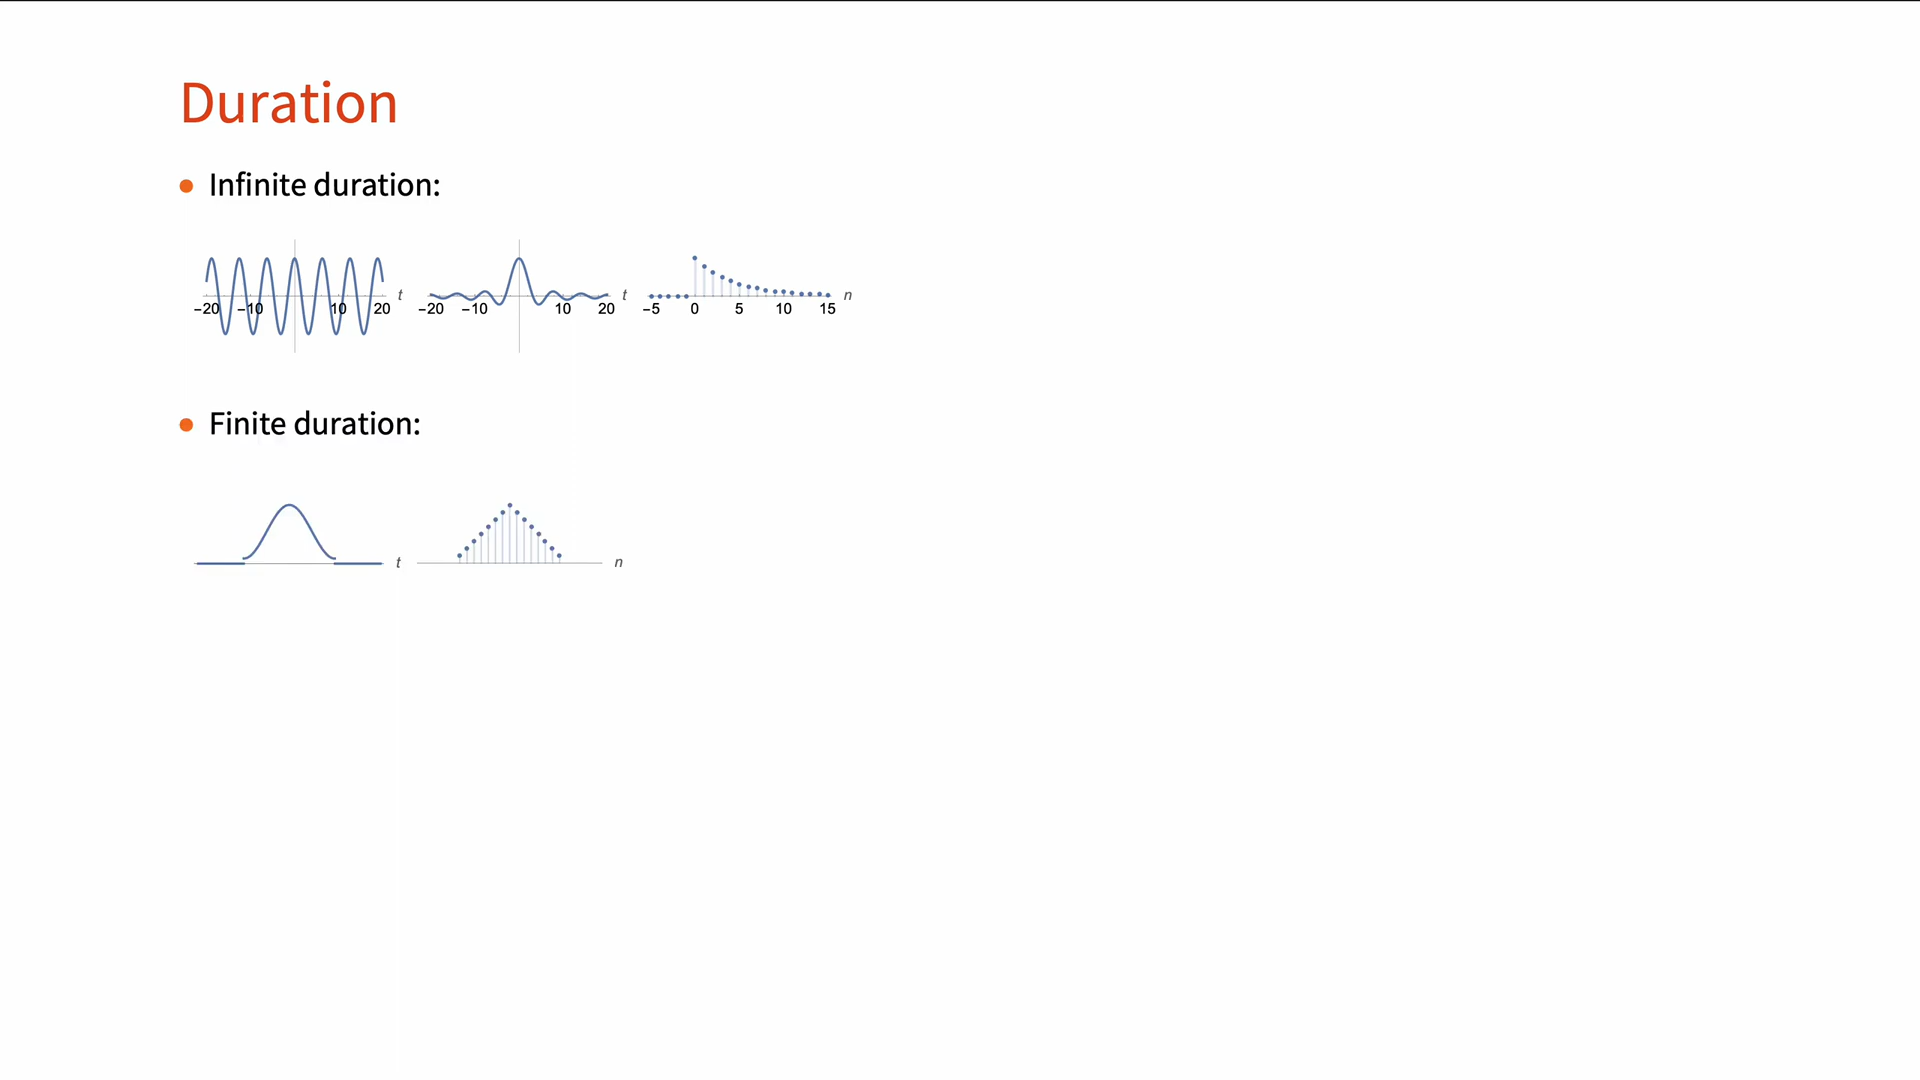 Duration
• Infinite duration:
−20 −10 10 20 t −20 −10 10 20 t −5 0 5 10 15 n
• Finite duration:
t n